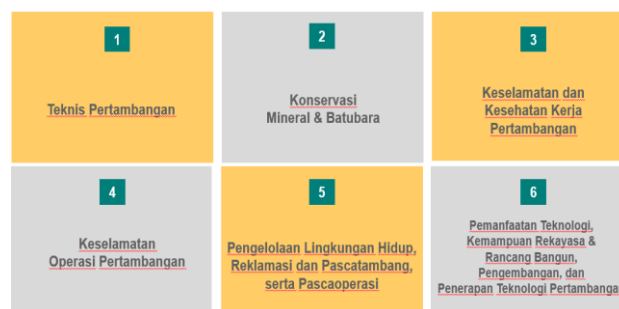 1
Teknis Pertambangan
2
Konservasi
Mineral & Batubara
3
Keselamatan dan
Kesehatan Kerja
Pertambangan
4
Keselamatan
Operasi Pertambangan
5
Pengelolaan Lingkungan Hidup,
Reklamasi dan Pascatambang,
serta Pascaoperasi
6
Pemanfaatan Teknologi,
Kemampuan Rekayasa &
Rancang Bangun,
Pengembangan, dan
Penerapan Teknologi Pertambanga